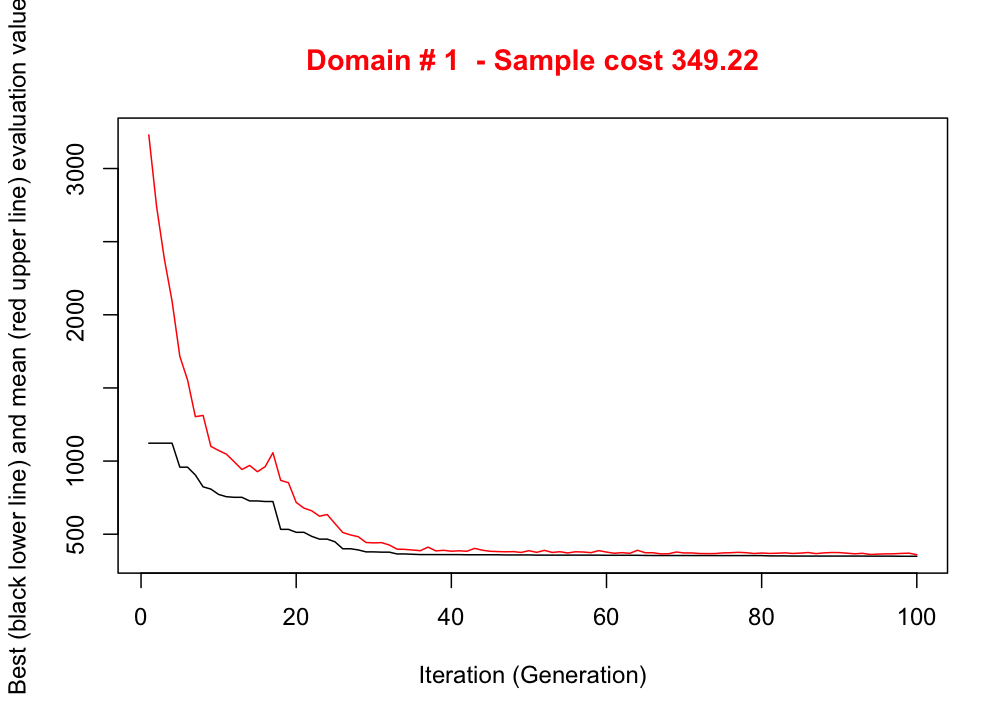 Domain # 1  - Sample cost 349.22
Best (black lower line) and mean (red upper line) evaluation value
3000
2000
1000
500
0 20 40 60 80 100
Iteration (Generation)